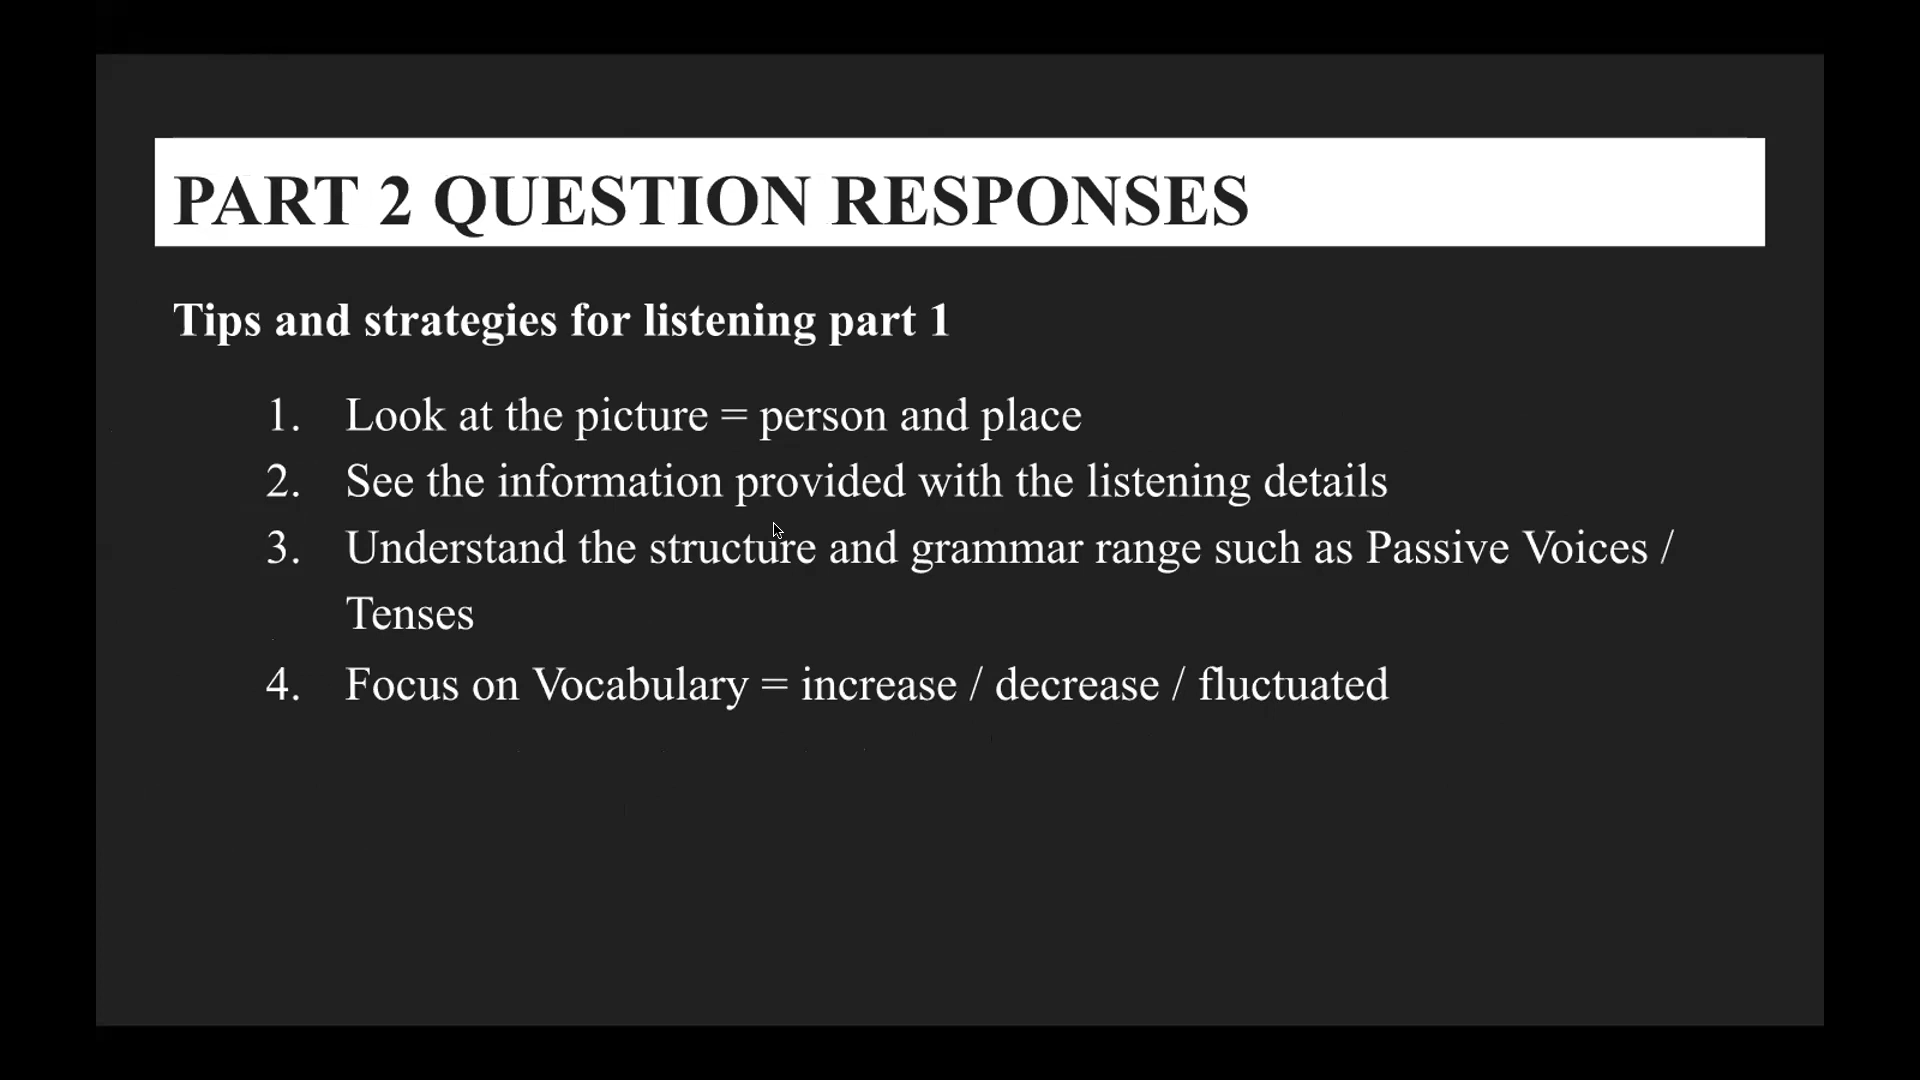 PART 2 QUESTION RESPONSES
Tips and strategies for listening part 1
1. Look at the picture = person and place
2. See the information provided with the listening details
3. Understand the structure and grammar range such as Passive Voices /
Tenses
4. Focus on Vocabulary = increase / decrease / fluctuated